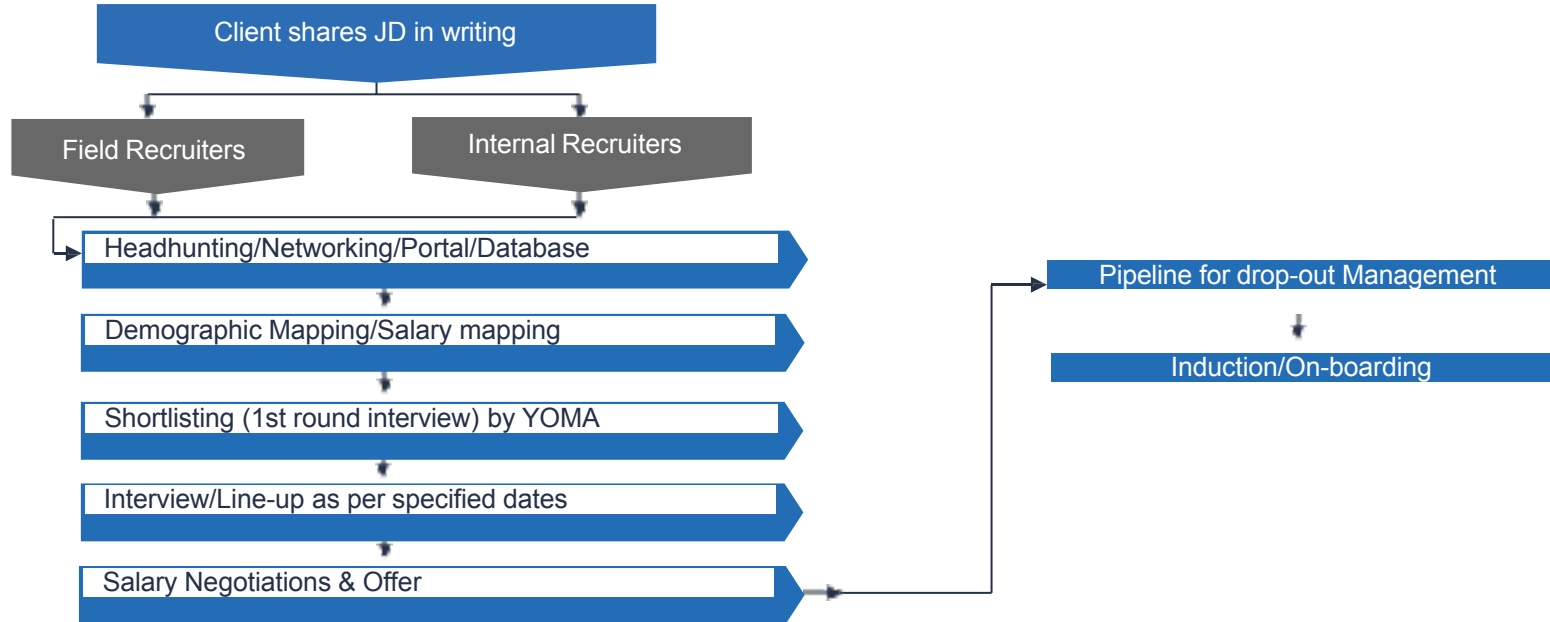 Client shares JD in writing
Field Recruiters
Internal Recruiters
Headhunting/Networking/Portal/Database
Demographic Mapping/Salary mapping
Shortlisting (1st round interview) by YOMA
Interview/Line-up as per specified dates
Salary Negotiations & Offer
Pipeline for drop-out Management
Induction/On-boarding